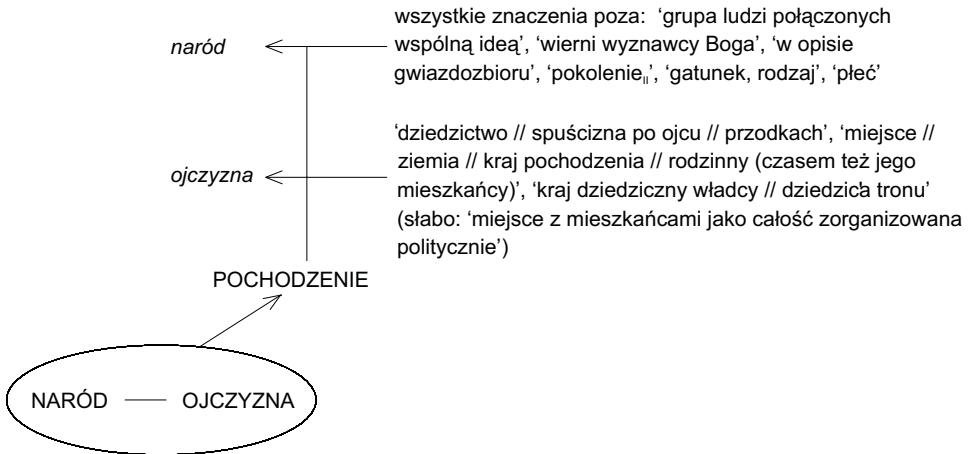 wszystkie znaczenia poza: ‘grupa ludzi połączonych
naród
wspólną ideą’, ‘wierni wyznawcy Boga’, ‘w opisie
gwiazdozbioru’, ‘pokolenieII’, ‘gatunek, rodzaj’, ‘płeć’
‘dziedzictwo // spuścizna po ojcu // przodkach’, ‘miejsce //
ojczyzna
ziemia // kraj pochodzenia // rodzinny (czasem też jego
mieszkańcy)’, ‘kraj dziedziczny władcy // dziedzica tronu’
(słabo: ‘miejsce z mieszkańcami jako całość zorganizowana
politycznie’)
POCHODZENIE
NARÓD — OJCZYZNA